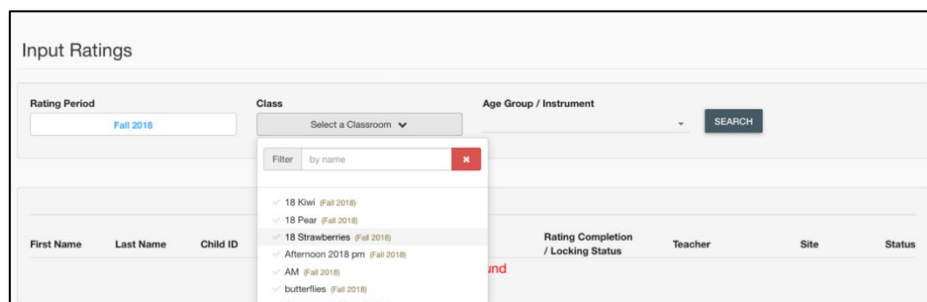 Input Ratings
Rating Period
Class
Age Group / Instrument
Fall 2018
Select a Classroom
SEARCH
Filter
by name
18 Kiwi (Fall 2018)
18 Pear (Fall 2018)
18 Strawberries (Fall 2018)
Afternoon 2018 pm (Fall 2018)
AM (Fall 2018)
butterflies (Fall 2018)
First Name
Last Name
Child ID
Rating Completion
/ Locking Status
Teacher
Site
Status